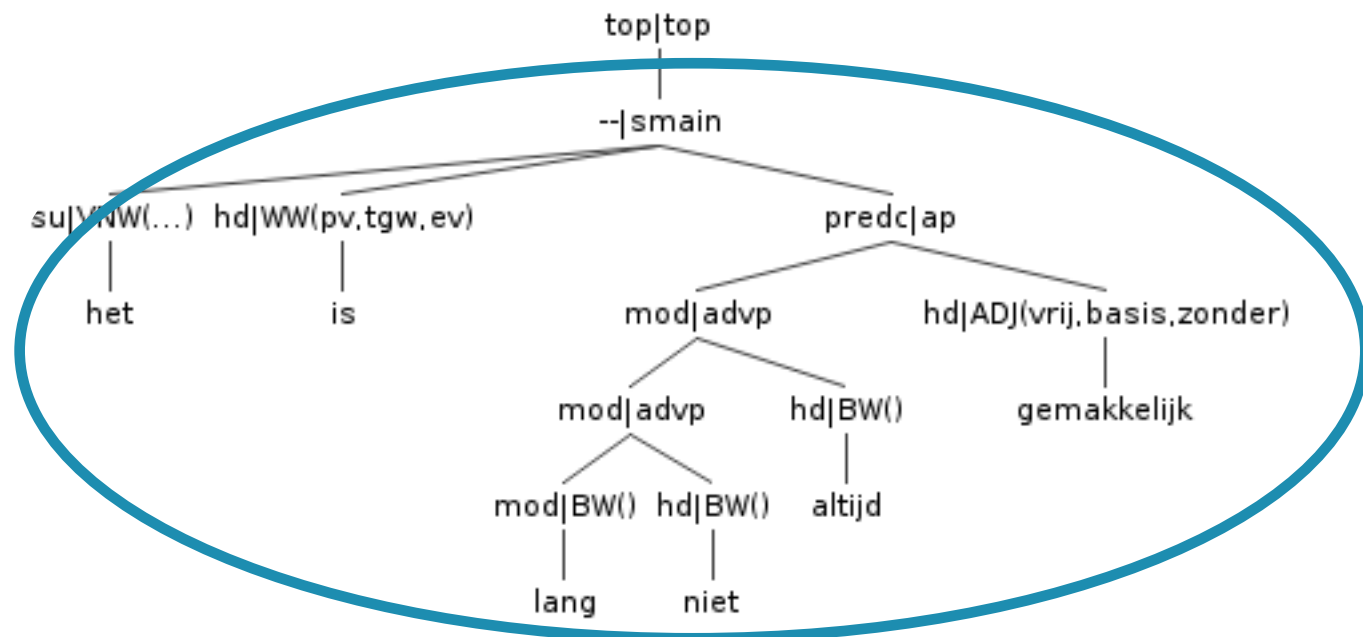 top|top
--|smain
su|VNW(...) hd|WW(pv,tgw,ev) predc|ap
het is mod|advp hd|ADJ(vrij,basis,zonder)
mod|advp hd|BW() gemakkelijk
mod|BW() hd|BW() altijd
lang niet